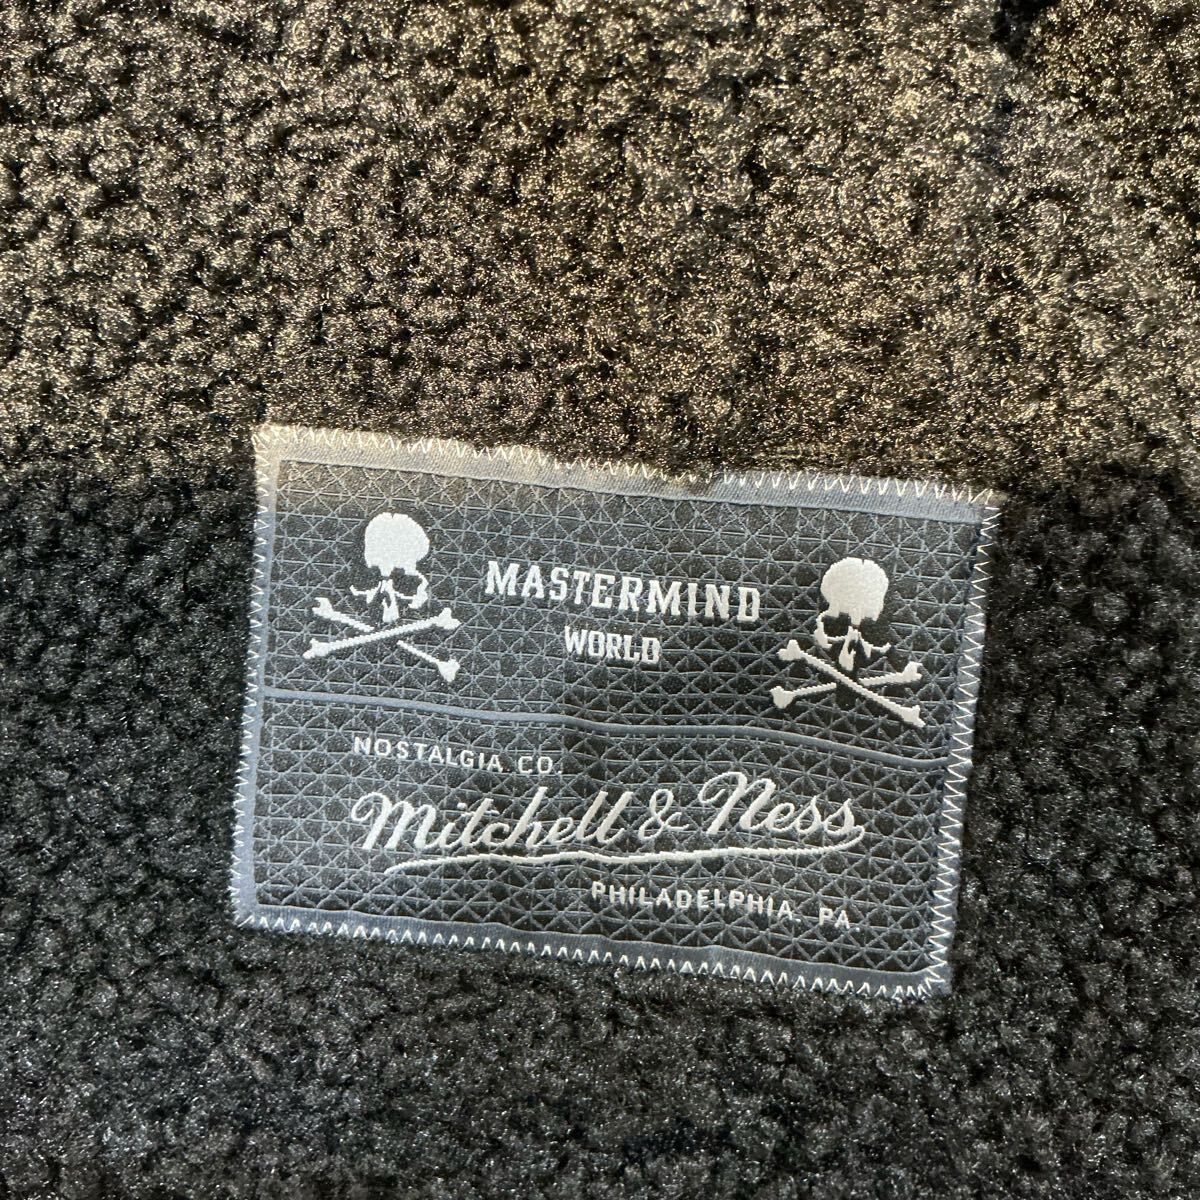 MASTERMIND
WORLD
NOSTALGIA CO.
Mitchell & Ness
PHILADELPHIA, PA.